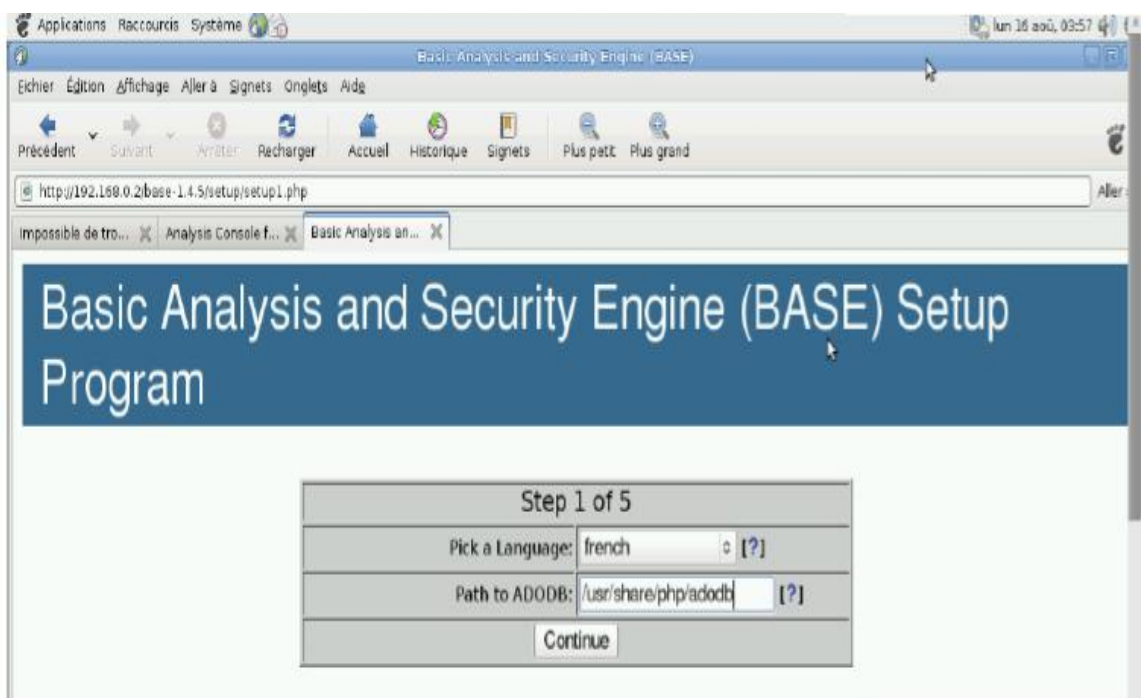 Applications Raccourcis Système lun 16 aoû, 03:57
Basic Analysis and Security Engine (BASE)
Fichier Édition Affichage Aller à Signets Onglets Aide
Précédent Suivant Arrêter Recharger Accueil Historique Signets Plus petit Plus grand
http://192.168.0.2/base-1.4.5/setup/setup1.php Aller
Impossible de tro... Analysis Console f... Basic Analysis an...
Basic Analysis and Security Engine (BASE) Setup
Program
Step 1 of 5
Pick a Language: french [?]
Path to ADODB: /usr/share/php/adodb [?]
Continue